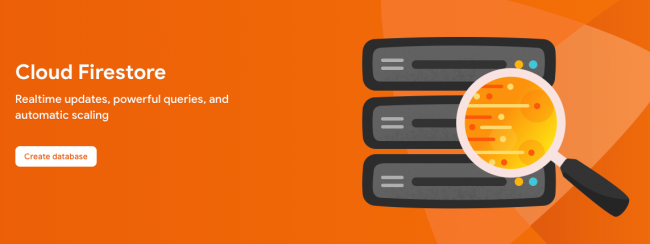 Cloud Firestore
Realtime updates, powerful queries, and
automatic scaling
Create database